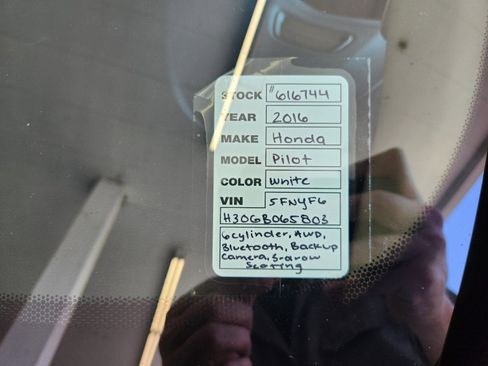 STOCK "616744
YEAR 2016
MAKE Honda
MODEL Pilot
COLOR White
VIN 5FNYF6
H30GB065803
6cylinder, AWD,
Bluetooth, Backup
Camera, 3-row
Seating